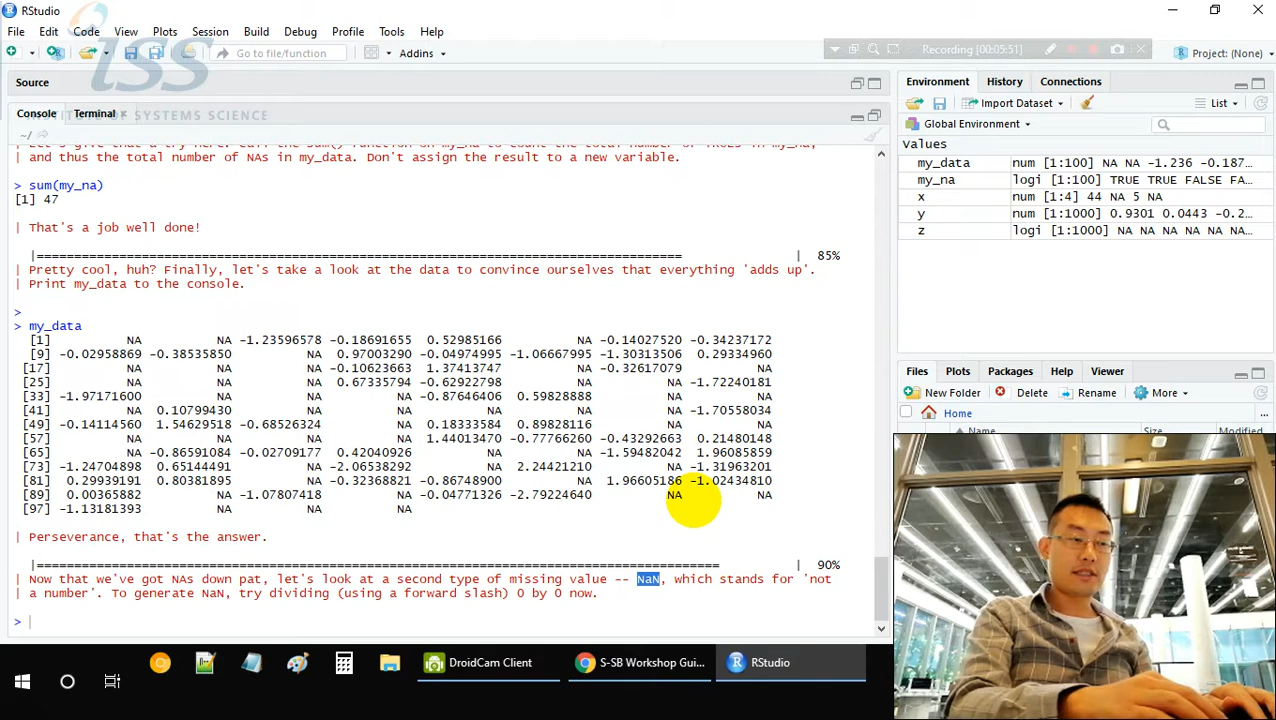 RStudio
File Edit Code View Plots Session Build Debug Profile Tools Help
iss
Go to file/function
Addins
Recording [00:05:51]
Project: (None)
Source
Console Terminal
INSTITUTE OF SYSTEMS SCIENCE
~/
| and thus the total number of NAs in my_data. Don't assign the result to a new variable.
> sum(my_na)
[1] 47
| That's a job well done!
|====================================================================================== | 85%
| Pretty cool, huh? Finally, let's take a look at the data to convince ourselves that everything 'adds up'.
| Print my_data to the console.
>
> my_data
[1] NA NA -1.23596578 -0.18691655 0.52985166 NA -0.14027520 -0.34237172
[9] -0.02958869 -0.38535850 NA 0.97003290 -0.04974995 -1.06667995 -1.30313506 0.29334960
[17] NA NA NA -0.10623663 1.37413747 NA -0.32617079 NA
[25] NA NA NA 0.67335794 -0.62922798 NA NA -1.72240181
[33] -1.97171600 NA NA NA -0.87646406 0.59828888 NA NA
[41] NA 0.10799430 NA NA NA NA NA -1.70558034
[49] -0.14114560 1.54629513 -0.68526324 NA 0.18333584 0.89828116 NA NA
[57] NA NA NA NA 1.44013470 -0.77766260 -0.43292663 0.21480148
[65] NA -0.86591084 -0.02709177 0.42040926 NA NA -1.59482042 1.96085859
[73] -1.24704898 0.65144491 NA -2.06538292 NA 2.24421210 NA -1.31963201
[81] 0.29939161 0.80381895 NA -0.32368821 -0.86748900 NA 1.96605186 -1.02434810
[89] 0.00365882 NA -1.07807418 NA -0.04771326 -2.79224640 NA NA
[97] -1.13181393 NA NA NA
| Perseverance, that's the answer.
|=========================================================================================== | 90%
| Now that we've got NAs down pat, let's look at a second type of missing value -- NaN, which stands for 'not
| a number'. To generate NaN, try dividing (using a forward slash) 0 by 0 now.
>
Environment History Connections
Import Dataset List
Global Environment
Values
my_data num [1:100] NA NA -1.236 -0.187…
my_na logi [1:100] TRUE TRUE FALSE FA…
x num [1:4] 44 NA 5 NA
y num [1:1000] 0.9301 0.0443 -0.2…
z logi [1:1000] NA NA NA NA NA NA…
Files Plots Packages Help Viewer
New Folder Delete Rename More
Home
Name Size Modified
DroidCam Client
S-SB Workshop Gui...
RStudio